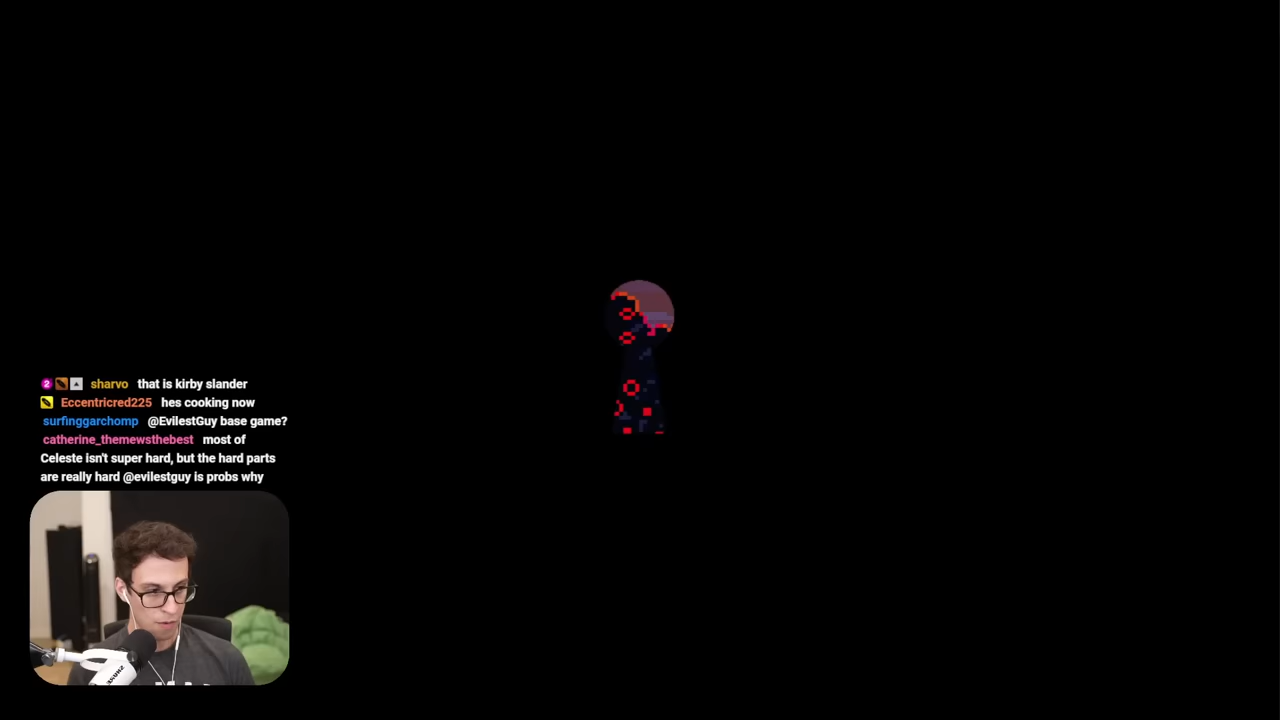 2 sharvo that is kirby slander
Eccentricred225 hes cooking now
surfinggarchomp @EvilestGuy base game?
catherine_themewsthebest most of
Celeste isn't super hard, but the hard parts
are really hard @evilestguy is probs why